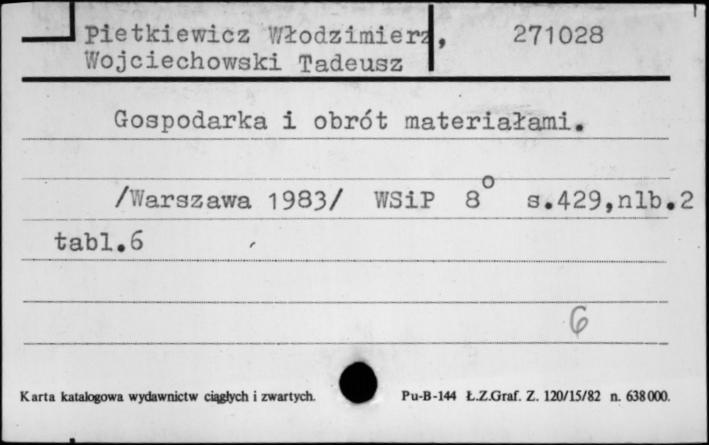 Pietkiewicz Włodzimierz, 271028
Wojciechowski Tadeusz
Gospodarka i obrót materiałami.
/Warszawa 1983/ WSiP 8° s.429,nlb.2
tabl.6
6
Karta katalogowa wydawnictw ciągłych i zwartych. Pu-B-144 Ł.Z.Graf. Z. 120/15/82 n. 638000.